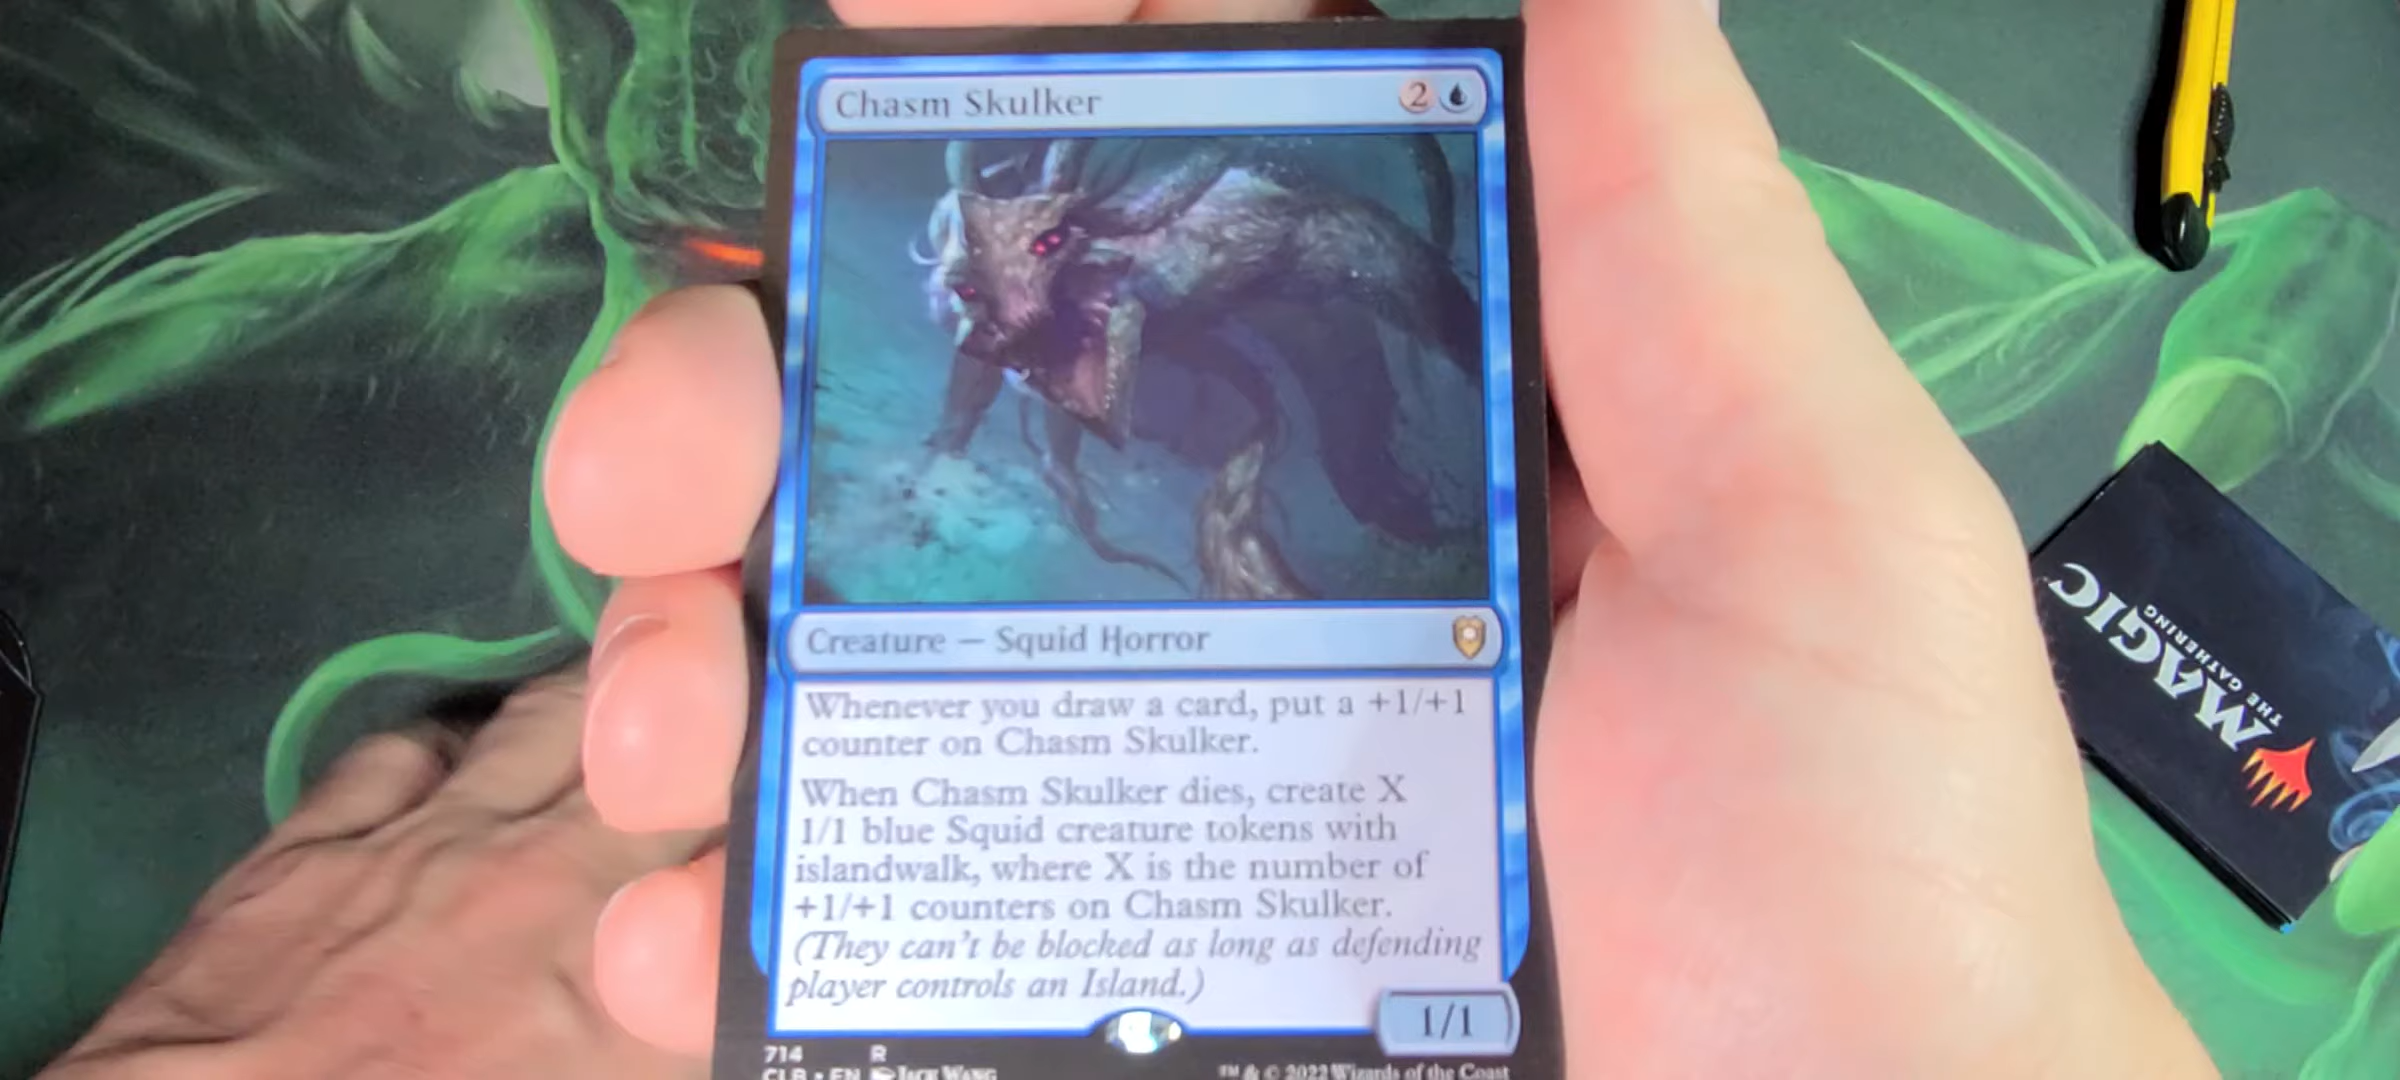 Chasm Skulker 2
Creature — Squid Horror
Whenever you draw a card, put a +1/+1
counter on Chasm Skulker.
When Chasm Skulker dies, create X
1/1 blue Squid creature tokens with
islandwalk, where X is the number of
+1/+1 counters on Chasm Skulker.
(They can't be blocked as long as defending
player controls an Island.)
1/1
714 R
CLB • EN Jack Wang
™ & © 2022 Wizards of the Coast
MAGIC
THE GATHERING